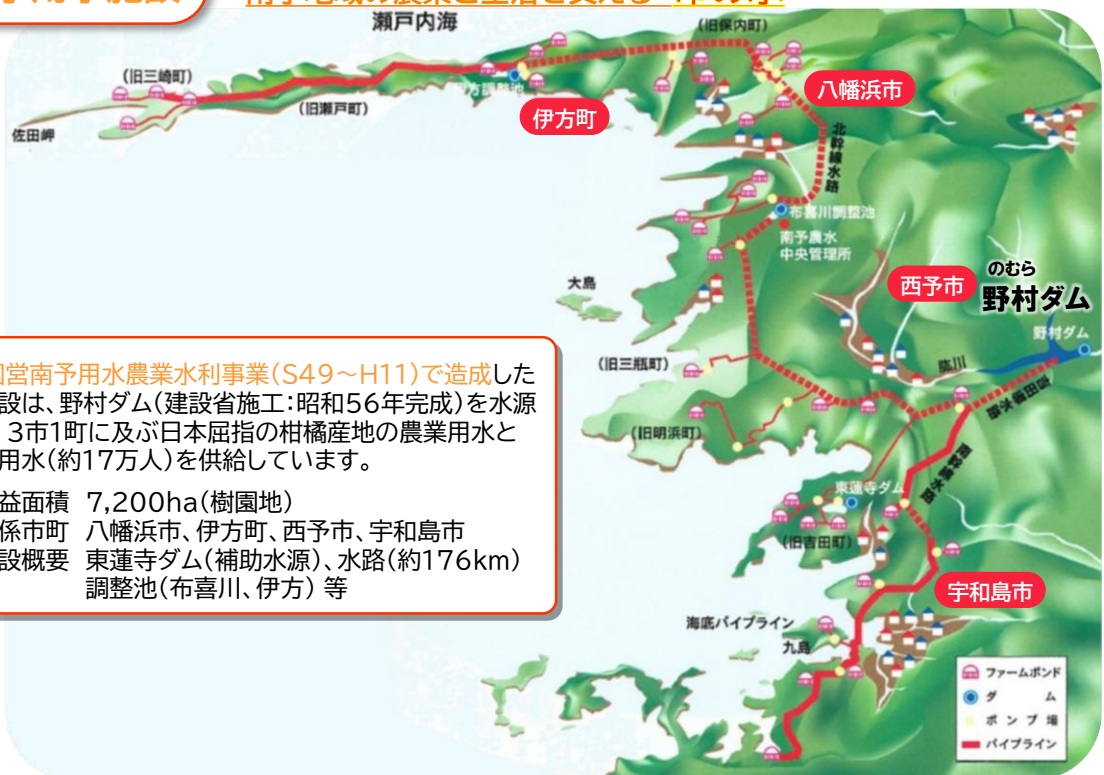 瀬戸内海
(旧保内町)
(旧三崎町)
八幡浜市
(旧瀬戸町)
伊方町
佐田岬
北幹線水路
布喜川調整池
南予農水
中央管理所
大島
西予市
のむら
野村ダム
野村ダム
(旧三瓶町)
吉田導水路
営南予用水農業水利事業(S49～H11)で造成した
設は、野村ダム(建設省施工:昭和56年完成)を水源
3市1町に及ぶ日本屈指の柑橘産地の農業用水と
用水(約17万人)を供給しています。
益面積 7,200ha(樹園地)
係市町 八幡浜市、伊方町、西予市、宇和島市
設概要 東蓮寺ダム(補助水源)、水路(約176km)
調整池(布喜川、伊方) 等
(旧明浜町)
南幹線水路
東蓮寺ダム
(旧吉田町)
宇和島市
海底パイプライン
九島
ファームポンド
ダム
ポンプ場
パイプライン